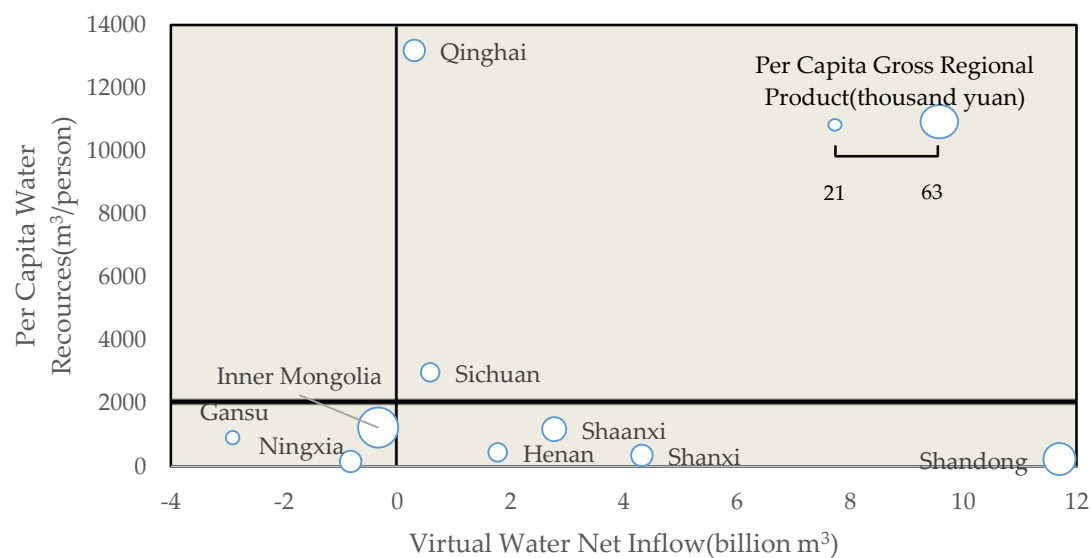 14000
12000
10000
8000
6000
4000
2000
0
Per Capita Water
Recources(m³/person)
Qinghai
Per Capita Gross Regional
Product(thousand yuan)
21
63
Inner Mongolia
Sichuan
Gansu
Ningxia
Shaanxi
Henan
Shanxi
Shandong
-4
-2
0
2
4
6
8
10
12
Virtual Water Net Inflow(billion m³)